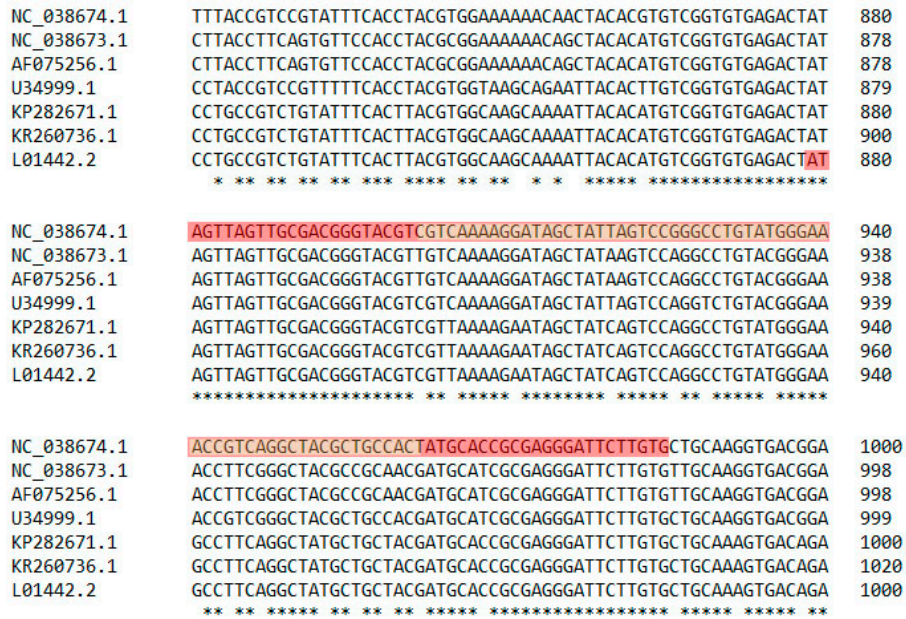 NC_038674.1 TTTACCGTCCGTATTTCACCTACGTGGAAAAAACAACTACACGTGTCGGTGTGAGACTAT 880
NC_038673.1 CTTACCTTCAGTGTTCCACCTACGCGGAAAAAACAGCTACACATGTCGGTGTGAGACTAT 878
AF075256.1 CTTACCTTCAGTGTTCCACCTACGCGGAAAAAACAGCTACACATGTCGGTGTGAGACTAT 878
U34999.1 CCTACCGTCCGTTTTTCACCTACGTGGTAAGCAGAATTACACTTGTCGGTGTGAGACTAT 879
KP282671.1 CCTGCCGTCTGTATTTCACTTACGTGGCAAGCAAAATTACACATGTCGGTGTGAGACTAT 880
KR260736.1 CCTGCCGTCTGTATTTCACTTACGTGGCAAGCAAAATTACACATGTCGGTGTGAGACTAT 900
L01442.2 CCTGCCGTCTGTATTTCACTTACGTGGCAAGCAAAATTACACATGTCGGTGTGAGACTAT 880
* ** ** ** ** *** **** ** ** * * ***** *****************
NC_038674.1 AGTTAGTTGCGACGGGTACGTCGTCAAAAGGATAGCTATTAGTCCGGGCCTGTATGGGAA 940
NC_038673.1 AGTTAGTTGCGACGGGTACGTTGTCAAAAGGATAGCTATAAGTCCAGGCCTGTACGGGAA 938
AF075256.1 AGTTAGTTGCGACGGGTACGTTGTCAAAAGGATAGCTATAAGTCCAGGCCTGTACGGGAA 938
U34999.1 AGTTAGTTGCGACGGGTACGTCGTCAAAAGGATAGCTATTAGTCCAGGTCTGTACGGGAA 939
KP282671.1 AGTTAGTTGCGACGGGTACGTCGTTAAAAGAATAGCTATCAGTCCAGGCCTGTATGGGAA 940
KR260736.1 AGTTAGTTGCGACGGGTACGTCGTTAAAAGAATAGCTATCAGTCCAGGCCTGTATGGGAA 960
L01442.2 AGTTAGTTGCGACGGGTACGTCGTTAAAAGAATAGCTATCAGTCCAGGCCTGTATGGGAA 940
********************* ** ***** ******** ***** ** ***** *****
NC_038674.1 ACCGTCAGGCTACGCTGCCACTATGCACCGCGAGGGATTCTTGTGCTGCAAGGTGACGGA 1000
NC_038673.1 ACCTTCGGGCTACGCCGCAACGATGCATCGCGAGGGATTCTTGTGTTGCAAGGTGACGGA 998
AF075256.1 ACCTTCGGGCTACGCCGCAACGATGCATCGCGAGGGATTCTTGTGTTGCAAGGTGACGGA 998
U34999.1 ACCGTCGGGCTACGCTGCCACGATGCATCGCGAGGGATTCTTGTGCTGCAAGGTGACGGA 999
KP282671.1 GCCTTCAGGCTATGCTGCTACGATGCACCGCGAGGGATTCTTGTGCTGCAAAGTGACAGA 1000
KR260736.1 GCCTTCAGGCTATGCTGCTACGATGCACCGCGAGGGATTCTTGTGCTGCAAAGTGACAGA 1020
L01442.2 GCCTTCAGGCTATGCTGCTACGATGCACCGCGAGGGATTCTTGTGCTGCAAAGTGACAGA 1000
** ** ***** ** ** ** ***** ***************** ***** ***** **